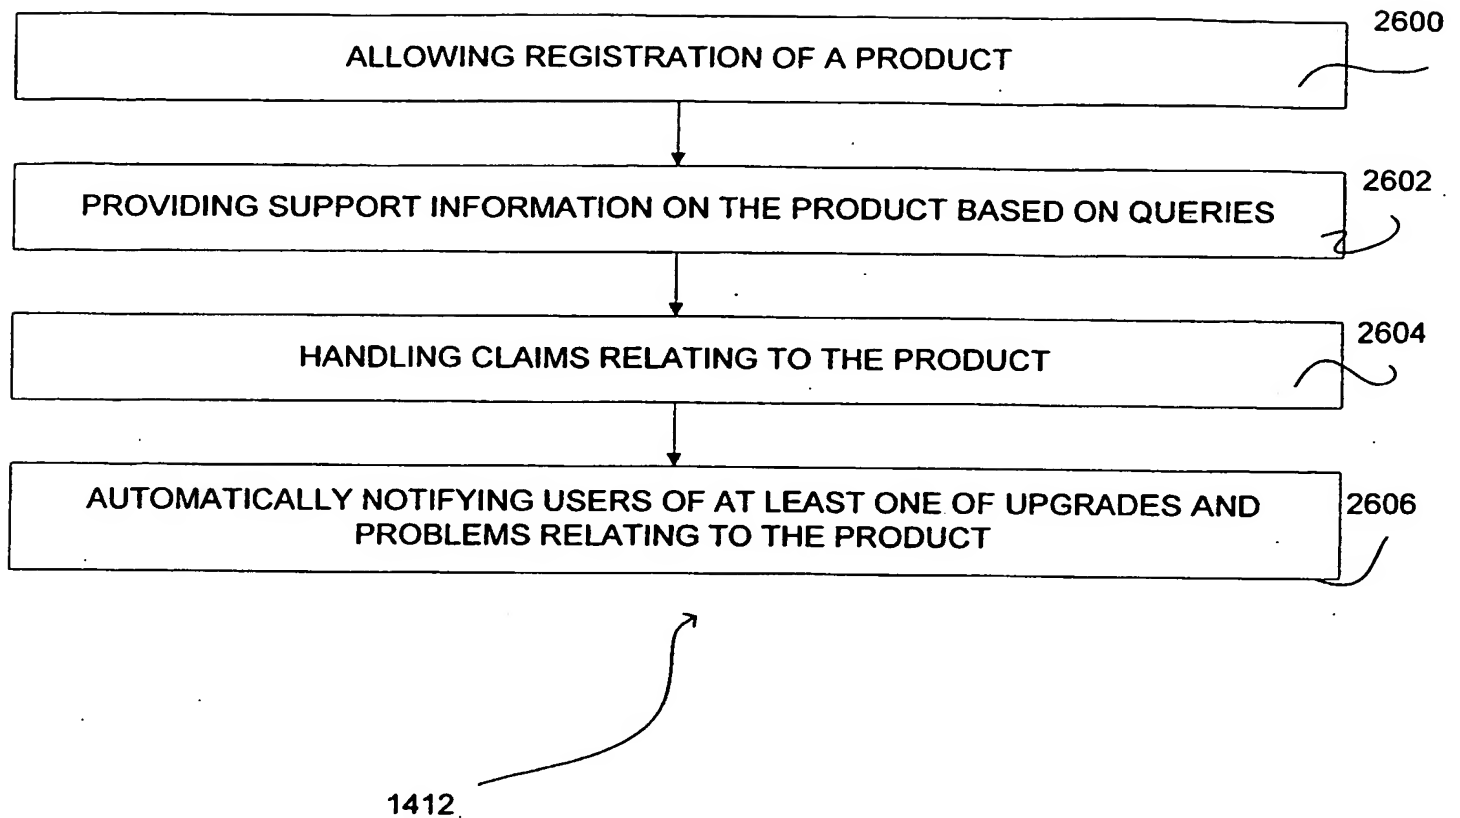 2600
ALLOWING REGISTRATION OF A PRODUCT
2602
PROVIDING SUPPORT INFORMATION ON THE PRODUCT BASED ON QUERIES
2604
HANDLING CLAIMS RELATING TO THE PRODUCT
2606
AUTOMATICALLY NOTIFYING USERS OF AT LEAST ONE OF UPGRADES AND
PROBLEMS RELATING TO THE PRODUCT
1412